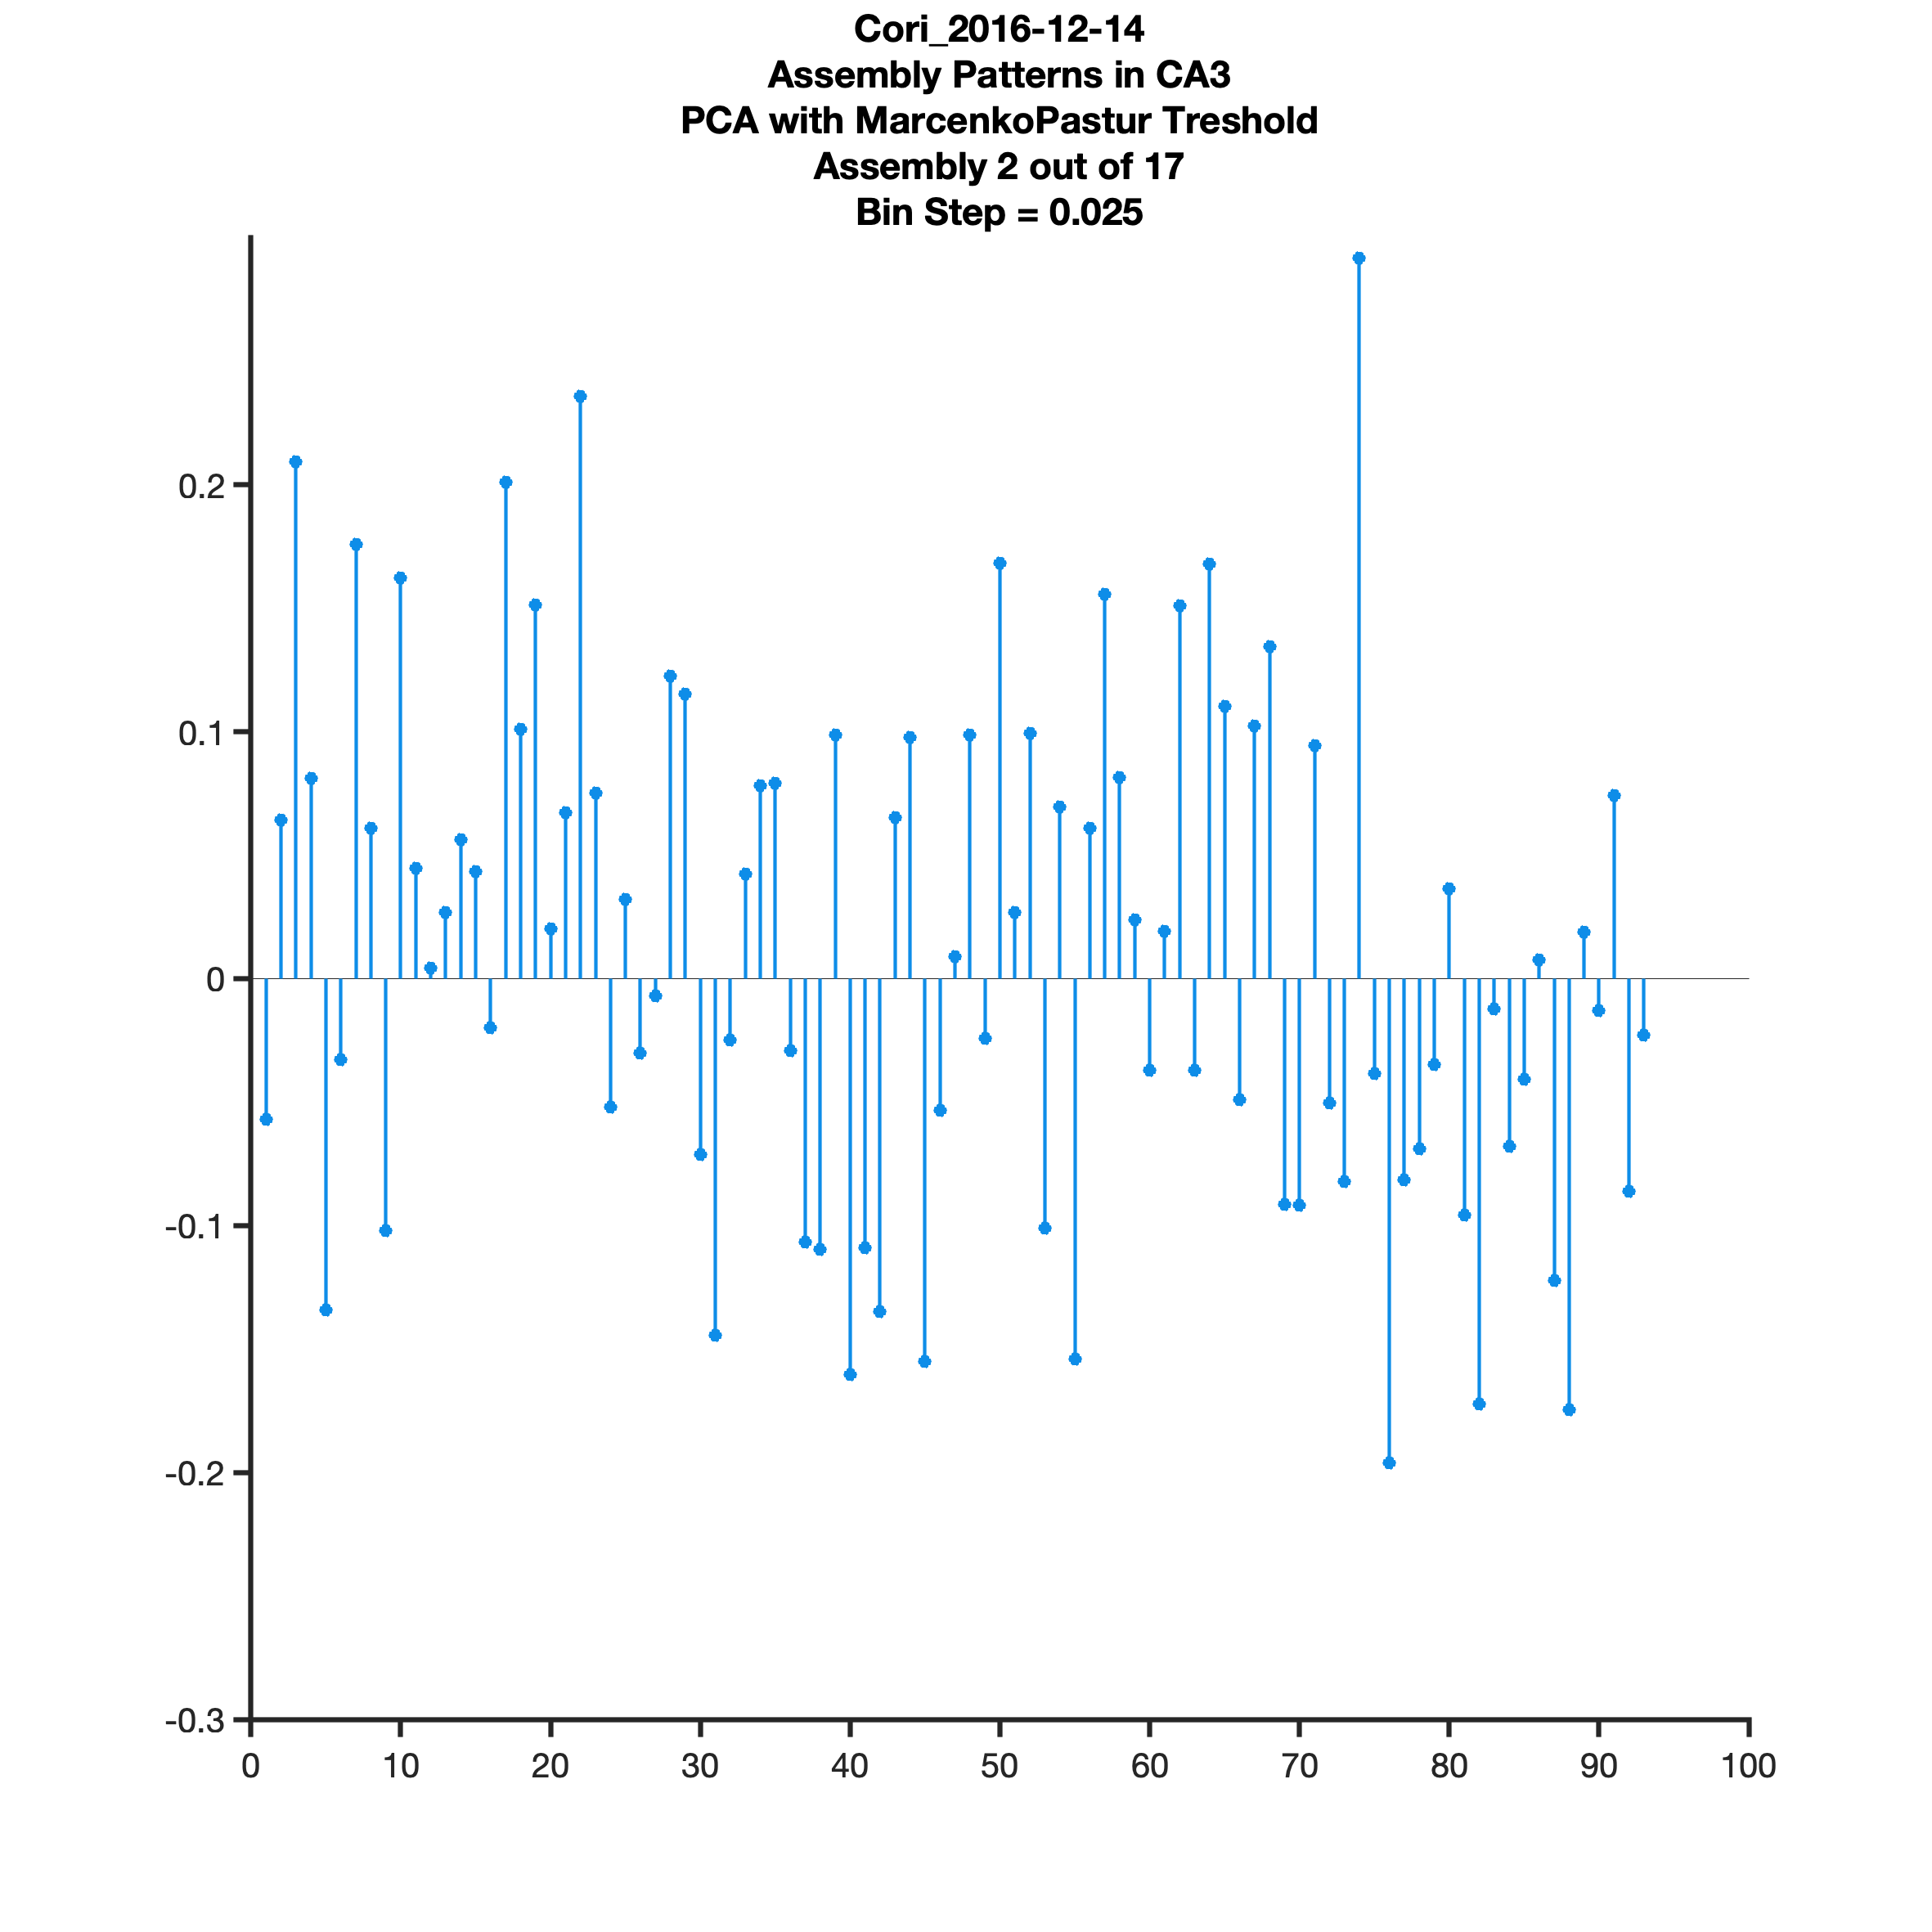 Cori_2016-12-14
Assembly Patterns in CA3
PCA with MarcenkoPastur Treshold
Assembly 2 out of 17
Bin Step = 0.025
0.2
0.1
0
-0.1
-0.2
-0.3
0 10 20 30 40 50 60 70 80 90 100